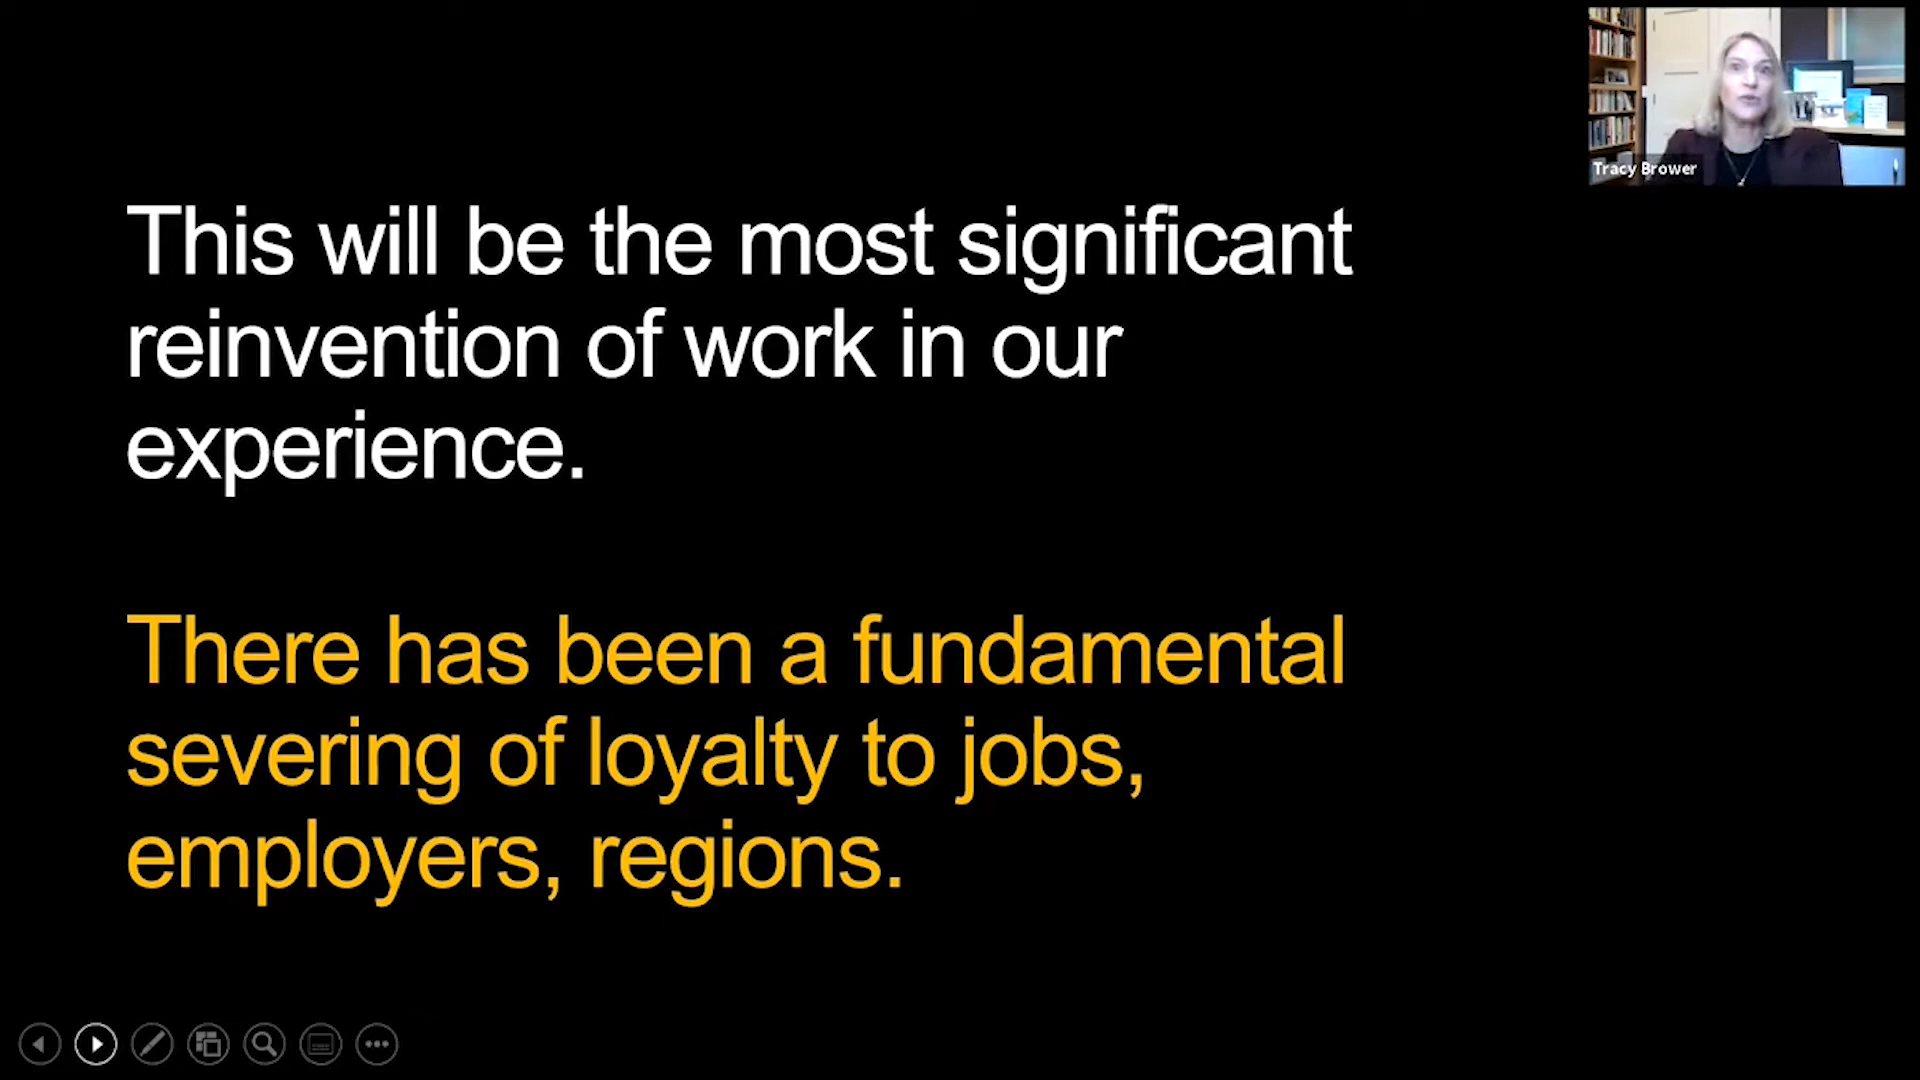 Tracy Brower
This will be the most significant
reinvention of work in our
experience.
There has been a fundamental
severing of loyalty to jobs,
employers, regions.